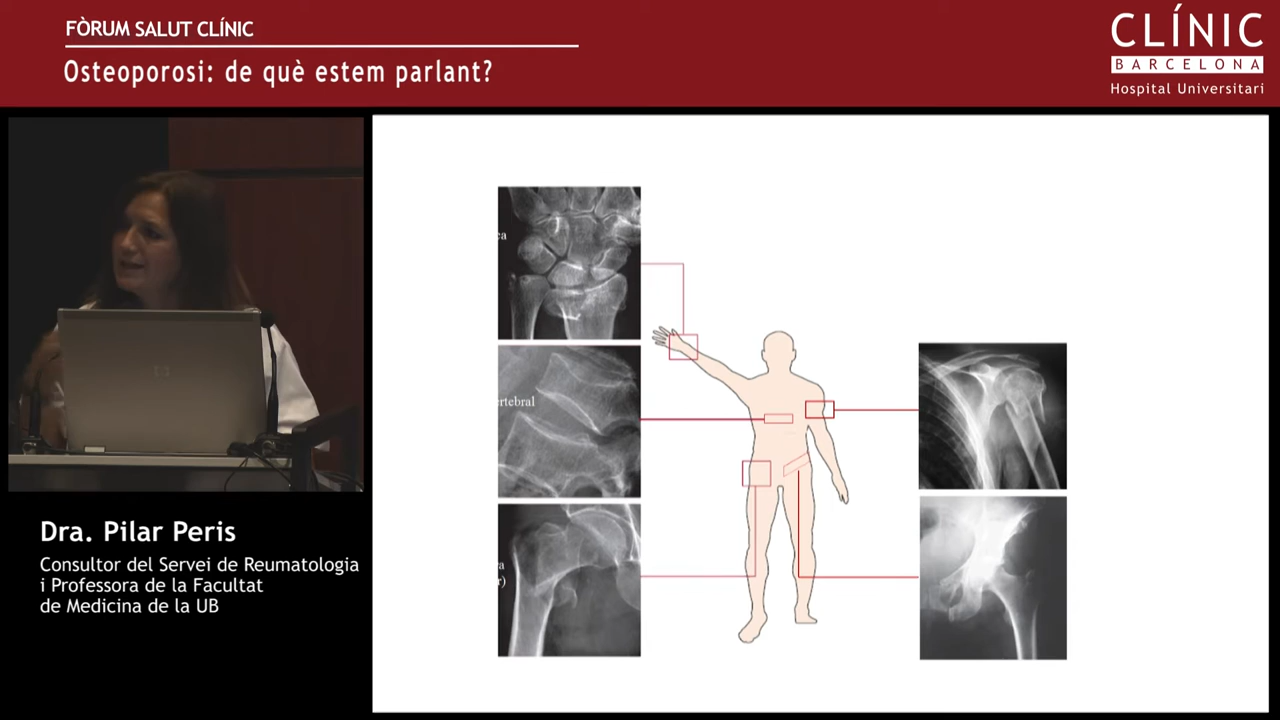 FÒRUM SALUT CLÍNIC
Osteoporosi: de què estem parlant?
CLÍNIC
BARCELONA
Hospital Universitari
Dra. Pilar Peris
Consultor del Servei de Reumatologia
i Professora de la Facultat
de Medicina de la UB